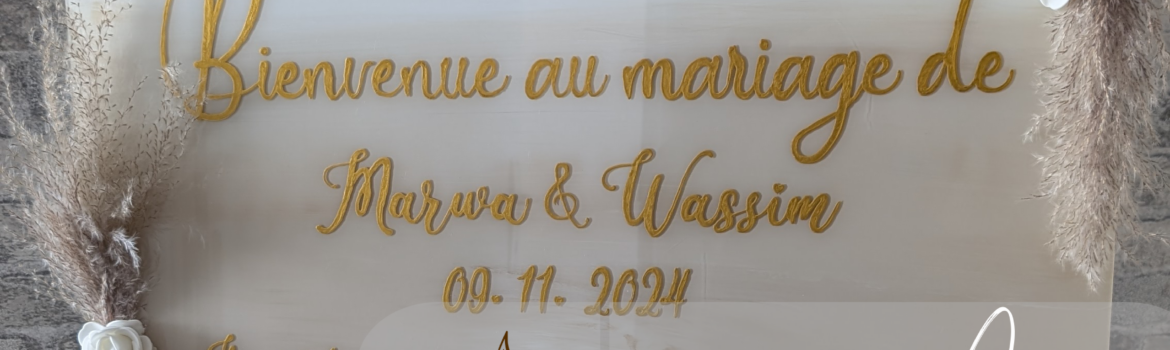 Bienvenue au mariage de
Marwa & Wassim
09. 11. 2024